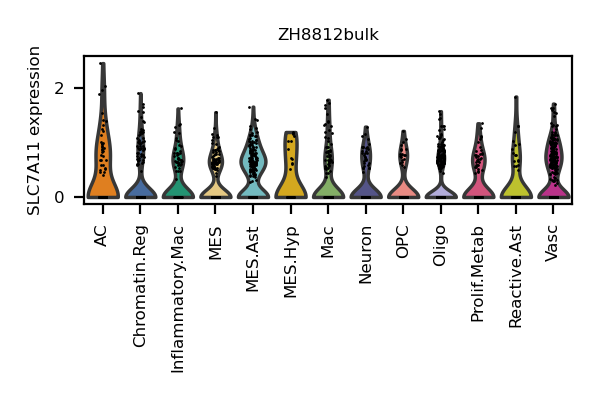 ZH8812bulk
SLC7A11 expression
2
0
AC
Chromatin.Reg
Inflammatory.Mac
MES
MES.Ast
MES.Hyp
Mac
Neuron
OPC
Oligo
Prolif.Metab
Reactive.Ast
Vasc